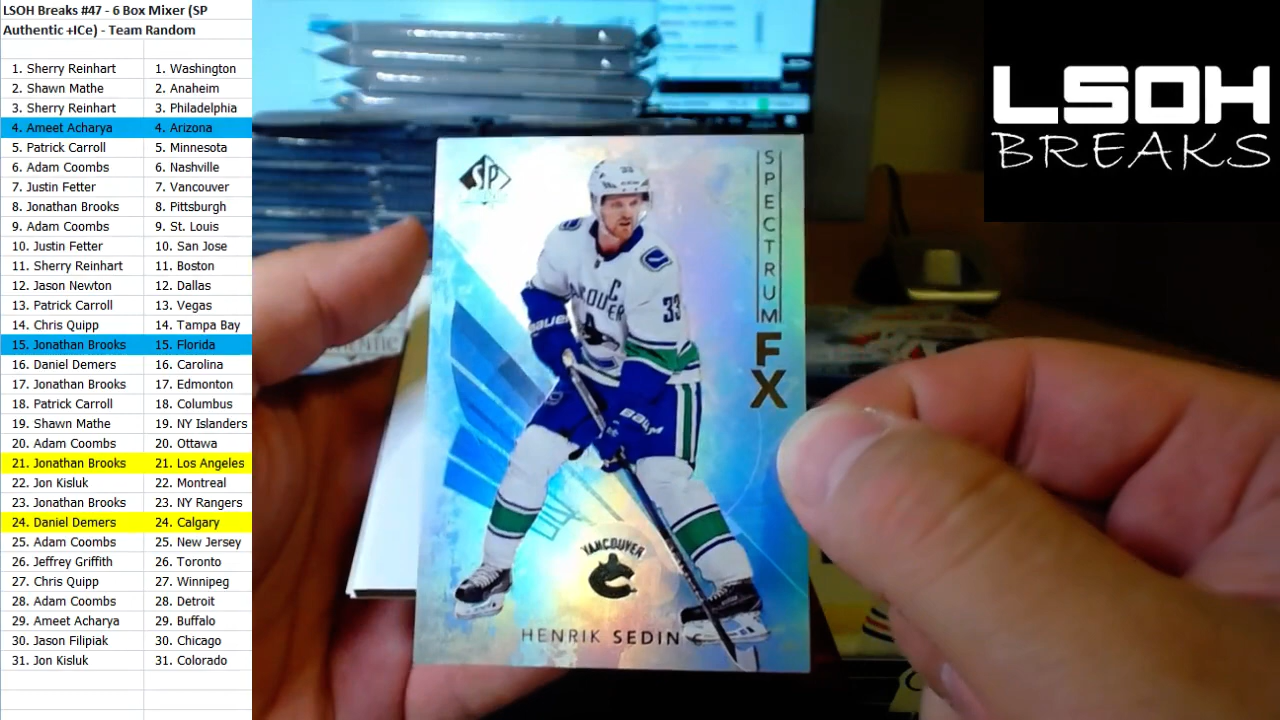 LSOH Breaks #47 - 6 Box Mixer (SP
Authentic +ICe) - Team Random
1. Sherry Reinhart 1. Washington
2. Shawn Mathe 2. Anaheim
3. Sherry Reinhart 3. Philadelphia
4. Ameet Acharya 4. Arizona
5. Patrick Carroll 5. Minnesota
6. Adam Coombs 6. Nashville
7. Justin Fetter 7. Vancouver
8. Jonathan Brooks 8. Pittsburgh
9. Adam Coombs 9. St. Louis
10. Justin Fetter 10. San Jose
11. Sherry Reinhart 11. Boston
12. Jason Newton 12. Dallas
13. Patrick Carroll 13. Vegas
14. Chris Quipp 14. Tampa Bay
15. Jonathan Brooks 15. Florida
16. Daniel Demers 16. Carolina
17. Jonathan Brooks 17. Edmonton
18. Patrick Carroll 18. Columbus
19. Shawn Mathe 19. NY Islanders
20. Adam Coombs 20. Ottawa
21. Jonathan Brooks 21. Los Angeles
22. Jon Kisluk 22. Montreal
23. Jonathan Brooks 23. NY Rangers
24. Daniel Demers 24. Calgary
25. Adam Coombs 25. New Jersey
26. Jeffrey Griffith 26. Toronto
27. Chris Quipp 27. Winnipeg
28. Adam Coombs 28. Detroit
29. Ameet Acharya 29. Buffalo
30. Jason Filipiak 30. Chicago
31. Jon Kisluk 31. Colorado
SP
SPECTRUM
FX
33
C
33
BAUER
BAUER
VANCOUVER
HENRIK SEDIN C
LSOH
BREAKS